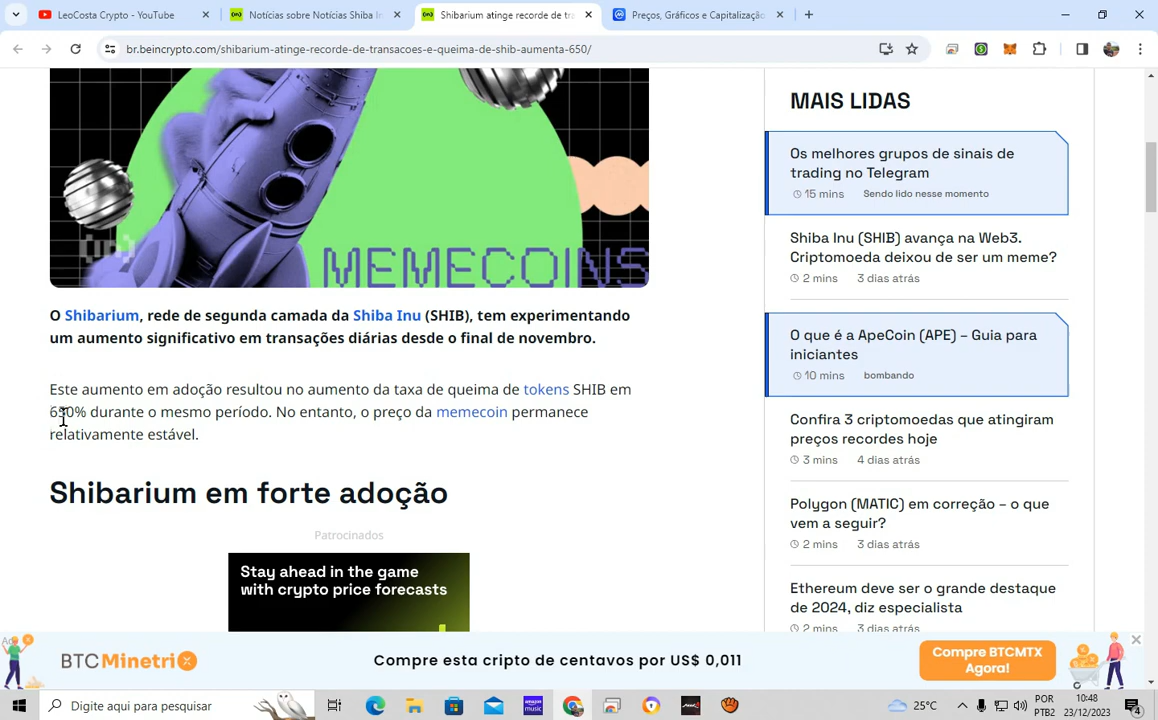 LeoCosta Crypto - YouTube
Notícias sobre Notícias Shiba In
Shibarium atinge recorde de tra
Preços, Gráficos e Capitalização
br.beincrypto.com/shibarium-atinge-recorde-de-transacoes-e-queima-de-shib-aumenta-650/
MEMECOINS
O Shibarium, rede de segunda camada da Shiba Inu (SHIB), tem experimentando
um aumento significativo em transações diárias desde o final de novembro.
Este aumento em adoção resultou no aumento da taxa de queima de tokens SHIB em
650% durante o mesmo período. No entanto, o preço da memecoin permanece
relativamente estável.
Shibarium em forte adoção
Patrocinados
Stay ahead in the game
with crypto price forecasts
MAIS LIDAS
Os melhores grupos de sinais de
trading no Telegram
15 mins Sendo lido nesse momento
Shiba Inu (SHIB) avança na Web3.
Criptomoeda deixou de ser um meme?
2 mins 3 dias atrás
O que é a ApeCoin (APE) – Guia para
iniciantes
10 mins bombando
Confira 3 criptomoedas que atingiram
preços recordes hoje
3 mins 4 dias atrás
Polygon (MATIC) em correção – o que
vem a seguir?
2 mins 3 dias atrás
Ethereum deve ser o grande destaque
de 2024, diz especialista
2 mins 3 dias atrás
BTCMinetrix
Compre esta cripto de centavos por US$ 0,011
Compre BTCMTX
Agora!
Digite aqui para pesquisar
music
25°C
POR
PTB2
10:48
23/12/2023
4